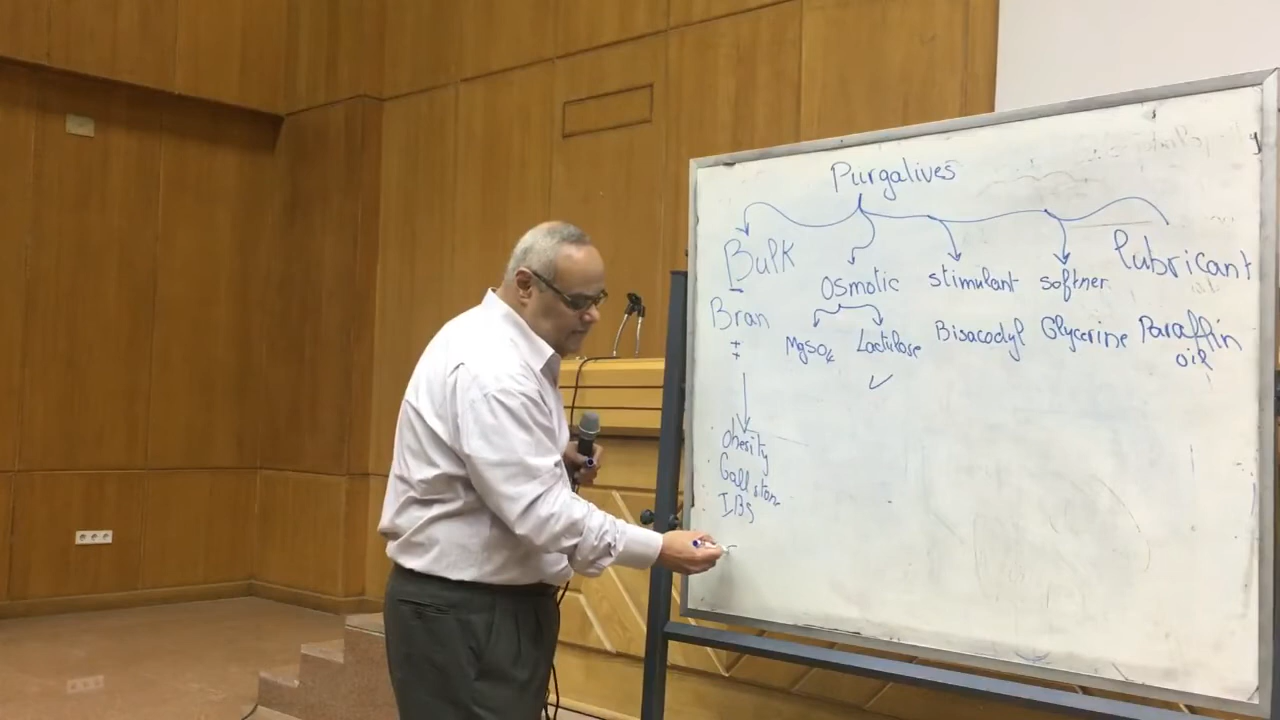 Purgatives
Bulk
Osmotic
stimulant
softner
lubricant
Bran
++
MgSO4
Lactulose
Bisacodyl
Glycerine
Paraffin
oil
Obesity
Gall stone
IBS